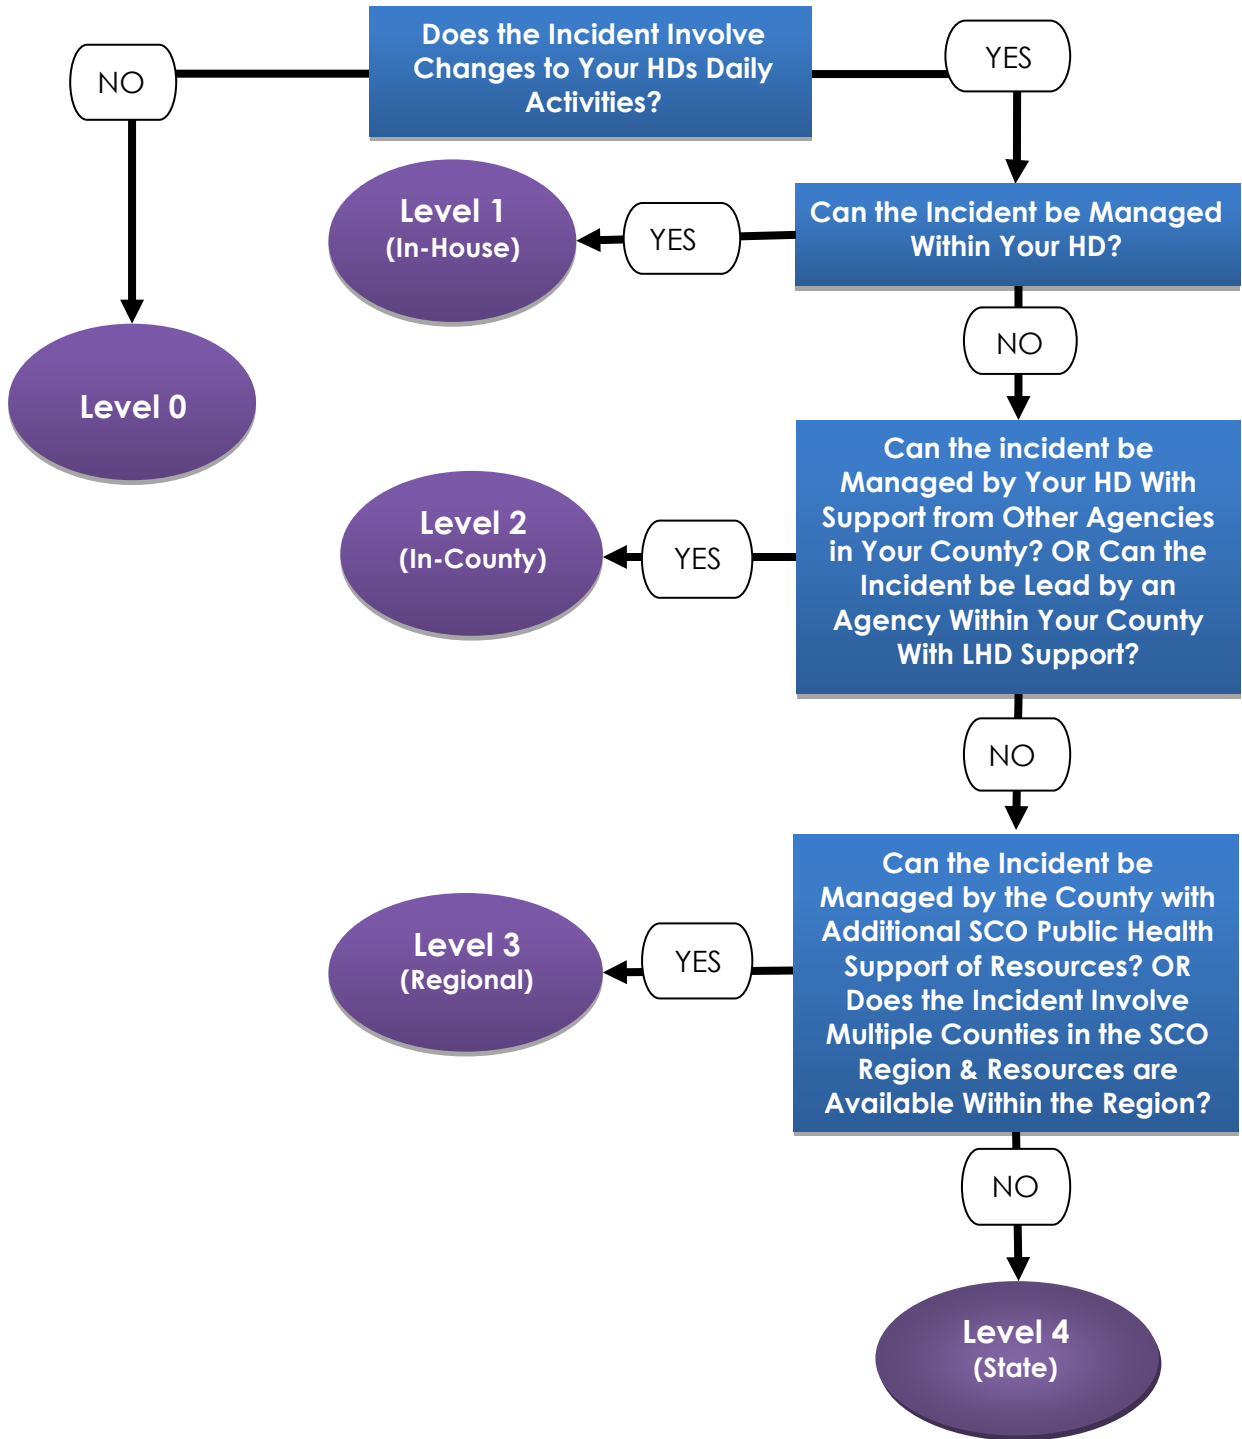 Does the Incident Involve
Changes to Your HDs Daily
Activities?
NO
YES
Level 0
Can the Incident be Managed
Within Your HD?
YES
Level 1
(In-House)
NO
Can the incident be
Managed by Your HD With
Support from Other Agencies
in Your County? OR Can the
Incident be Lead by an
Agency Within Your County
With LHD Support?
YES
Level 2
(In-County)
NO
Can the Incident be
Managed by the County with
Additional SCO Public Health
Support of Resources? OR
Does the Incident Involve
Multiple Counties in the SCO
Region & Resources are
Available Within the Region?
YES
Level 3
(Regional)
NO
Level 4
(State)